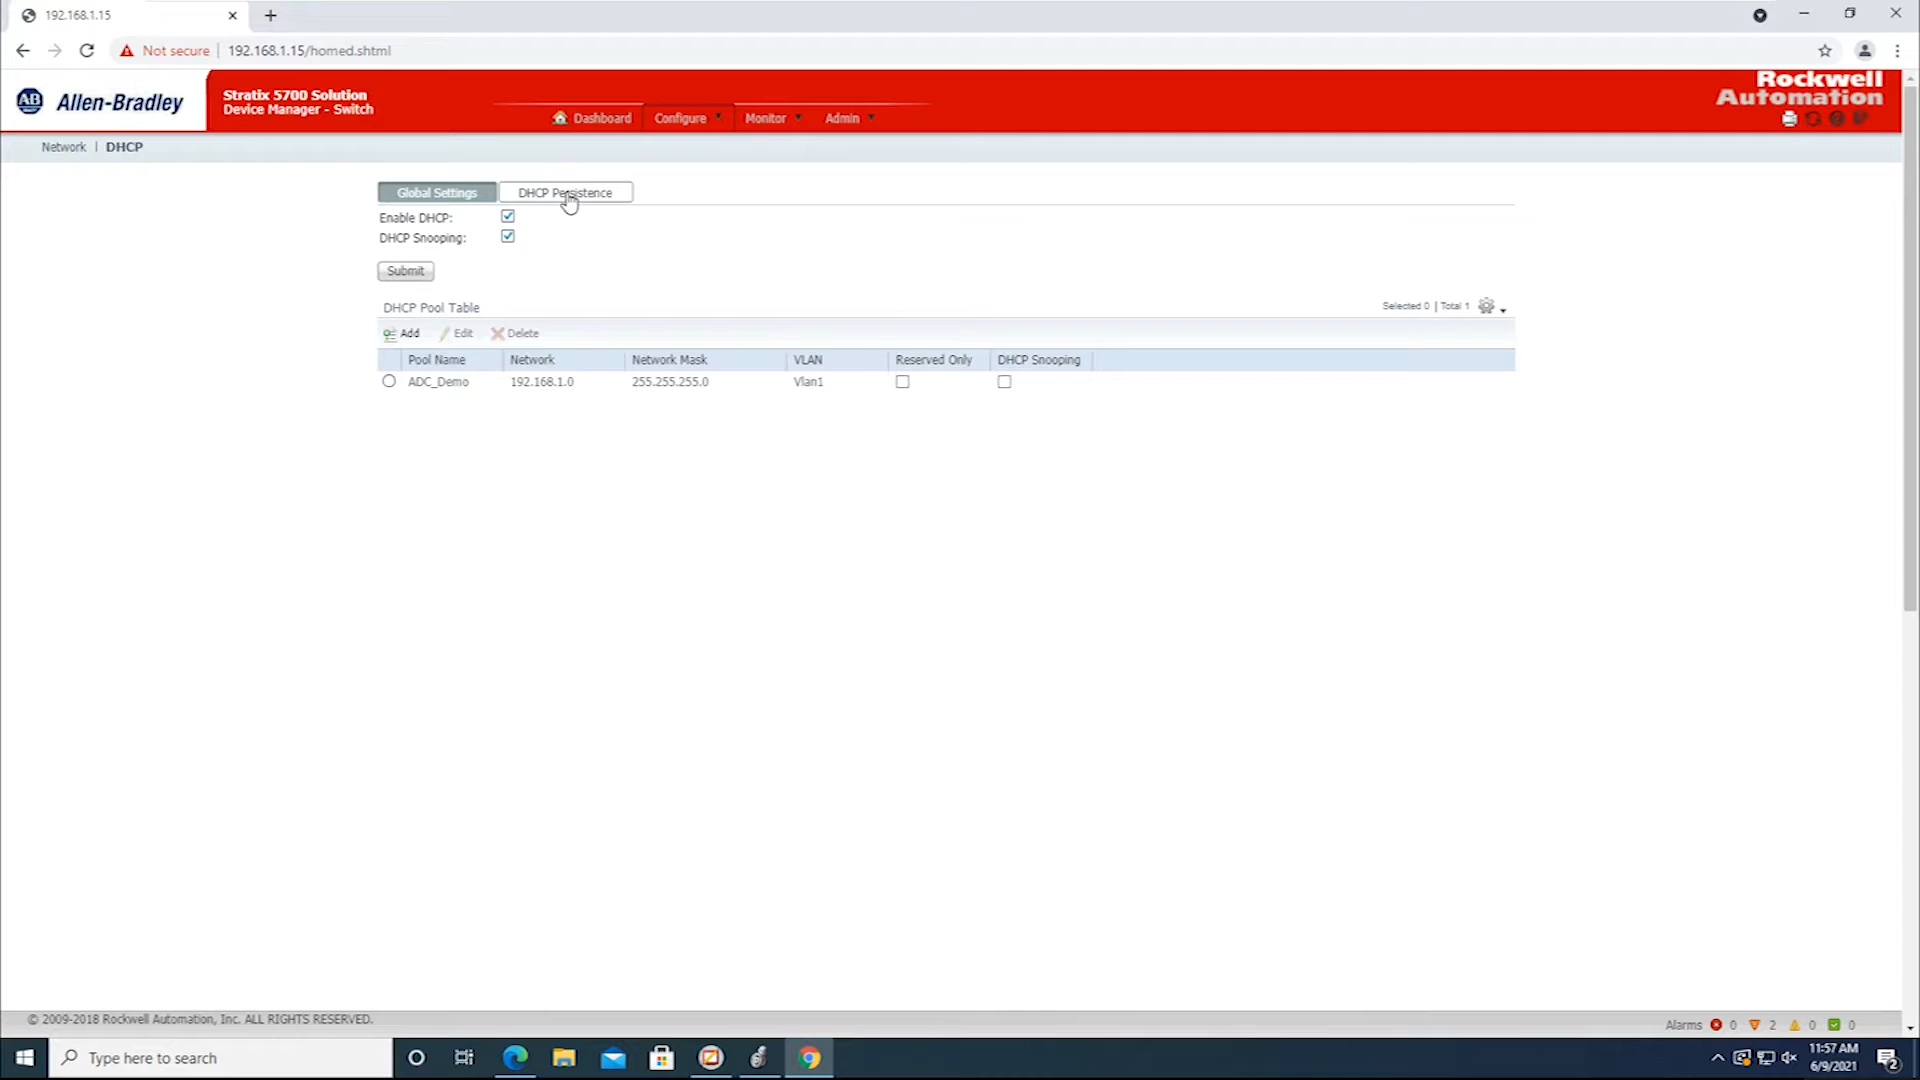 192.168.1.15
Not secure | 192.168.1.15/homed.shtml
AB Allen-Bradley
Stratix 5700 Solution
Device Manager - Switch
Dashboard Configure Monitor Admin
Rockwell
Automation
Network | DHCP
Global Settings DHCP Persistence
Enable DHCP:
DHCP Snooping:
Submit
DHCP Pool Table
Selected 0 | Total 1
Add Edit Delete
Pool Name Network Network Mask VLAN Reserved Only DHCP Snooping
ADC_Demo 192.168.1.0 255.255.255.0 Vlan1
© 2009-2018 Rockwell Automation, Inc. ALL RIGHTS RESERVED.
Alarms 0 2 0 0
Type here to search
11:57 AM
6/9/2021
2